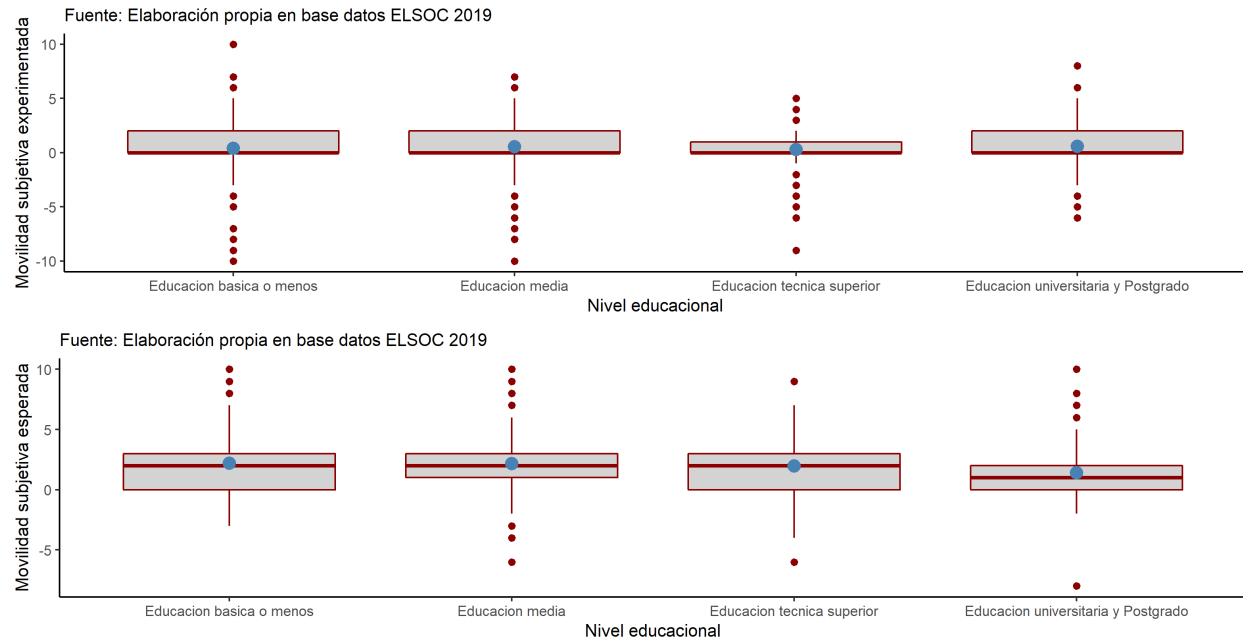 Fuente: Elaboración propia en base datos ELSOC 2019
Movilidad subjetiva experimentada
10
5
0
-5
-10
Educacion basica o menos
Educacion media
Educacion tecnica superior
Educacion universitaria y Postgrado
Nivel educacional
Fuente: Elaboración propia en base datos ELSOC 2019
Movilidad subjetiva esperada
10
5
0
-5
Educacion basica o menos
Educacion media
Educacion tecnica superior
Educacion universitaria y Postgrado
Nivel educacional